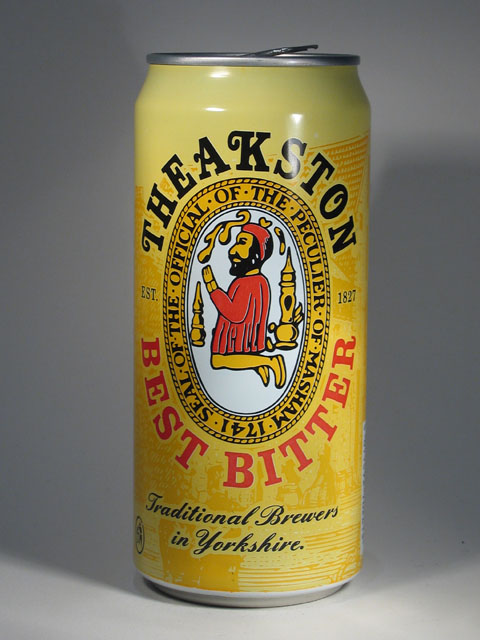 THEAKSTON
SEAL · OF · THE · OFFICIAL · OF · THE · PECULIER · OF · MASHAM · 1741 ·
EST. 1827
BEST BITTER
Traditional Brewers
in Yorkshire.